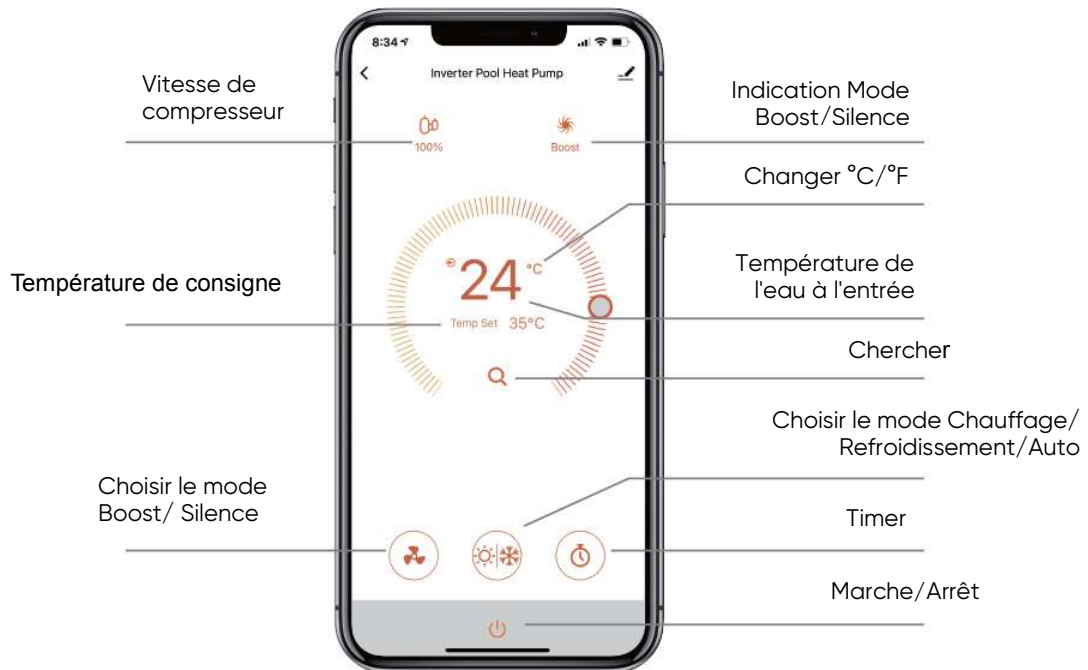 8:34
Inverter Pool Heat Pump
Vitesse de
compresseur
Indication Mode
Boost/Silence
100%
Boost
Changer °C/°F
24 °C
Température de
l'eau à l'entrée
Température de consigne
Temp Set 35°C
Chercher
Choisir le mode Chauffage/
Refroidissement/Auto
Choisir le mode
Boost/ Silence
Timer
Marche/Arrêt